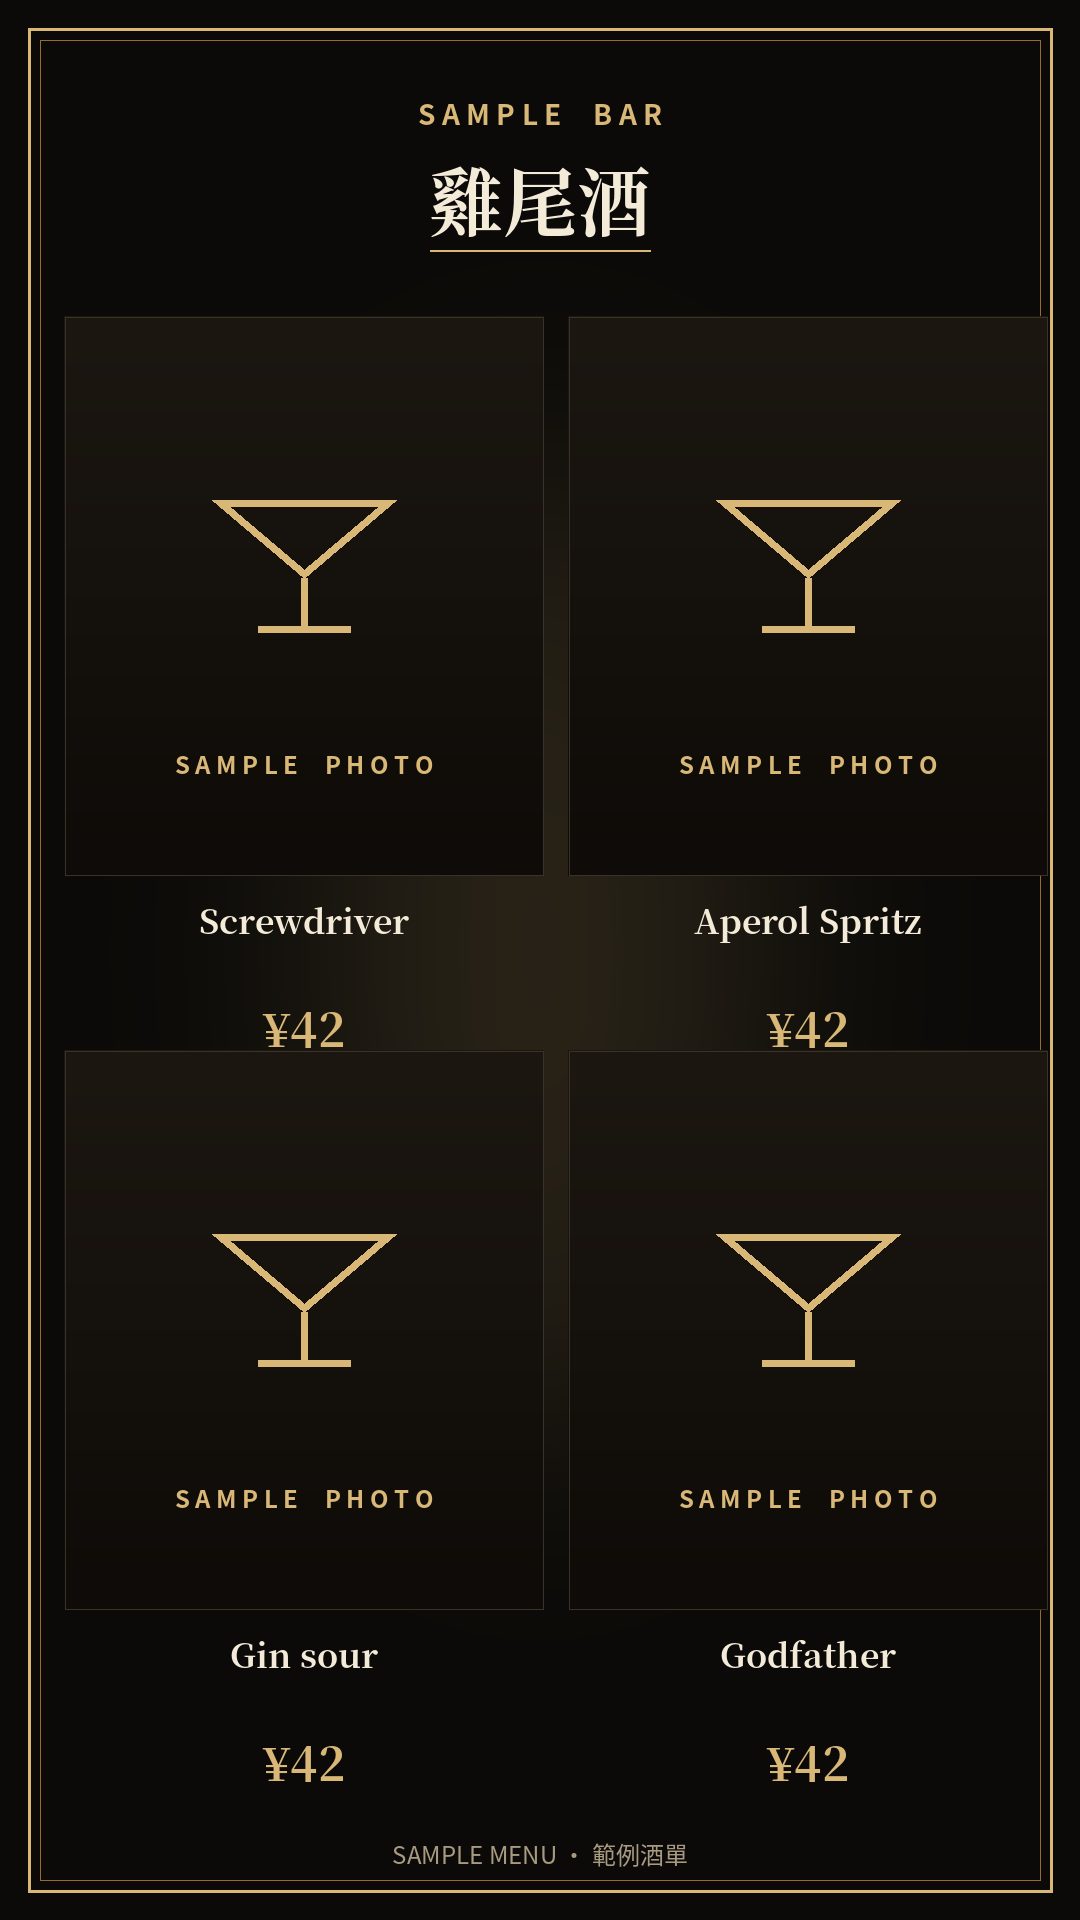 SAMPLE BAR
雞尾酒
SAMPLE PHOTO
SAMPLE PHOTO
Screwdriver
Aperol Spritz
¥42
¥42
SAMPLE PHOTO
SAMPLE PHOTO
Gin sour
Godfather
¥42
¥42
SAMPLE MENU · 範例酒單